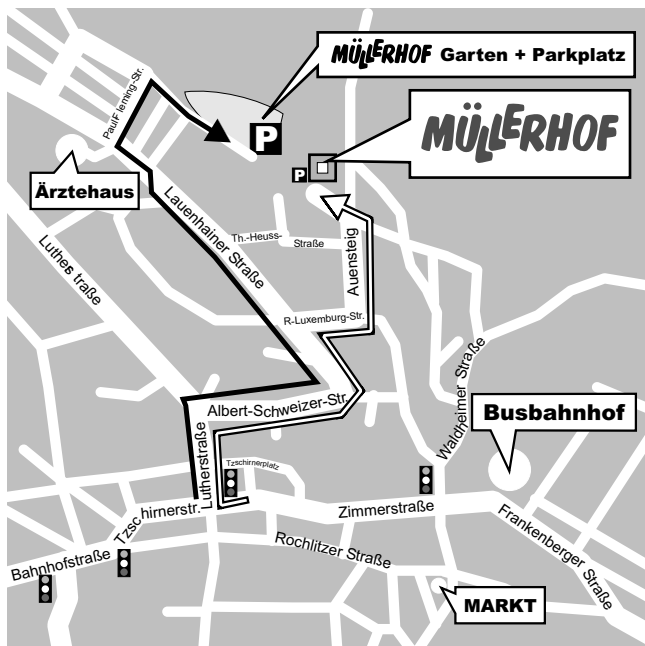 MÜLLERHOF Garten + Parkplatz
MÜLLERHOF
P
P
Paul Fleming-Str.
Ärztehaus
Lauenhainer Straße
Luthes traße
Th.-Heuss-
Straße
Auensteig
R-Luxemburg-Str.
Waldheimer Straße
Albert-Schweizer-Str.
Busbahnhof
Lutherstraße
Tzschirnerplatz
Tzschirnerstr.
Zimmerstraße
Frankenberger Straße
Rochlitzer Straße
Bahnhofstraße
MARKT